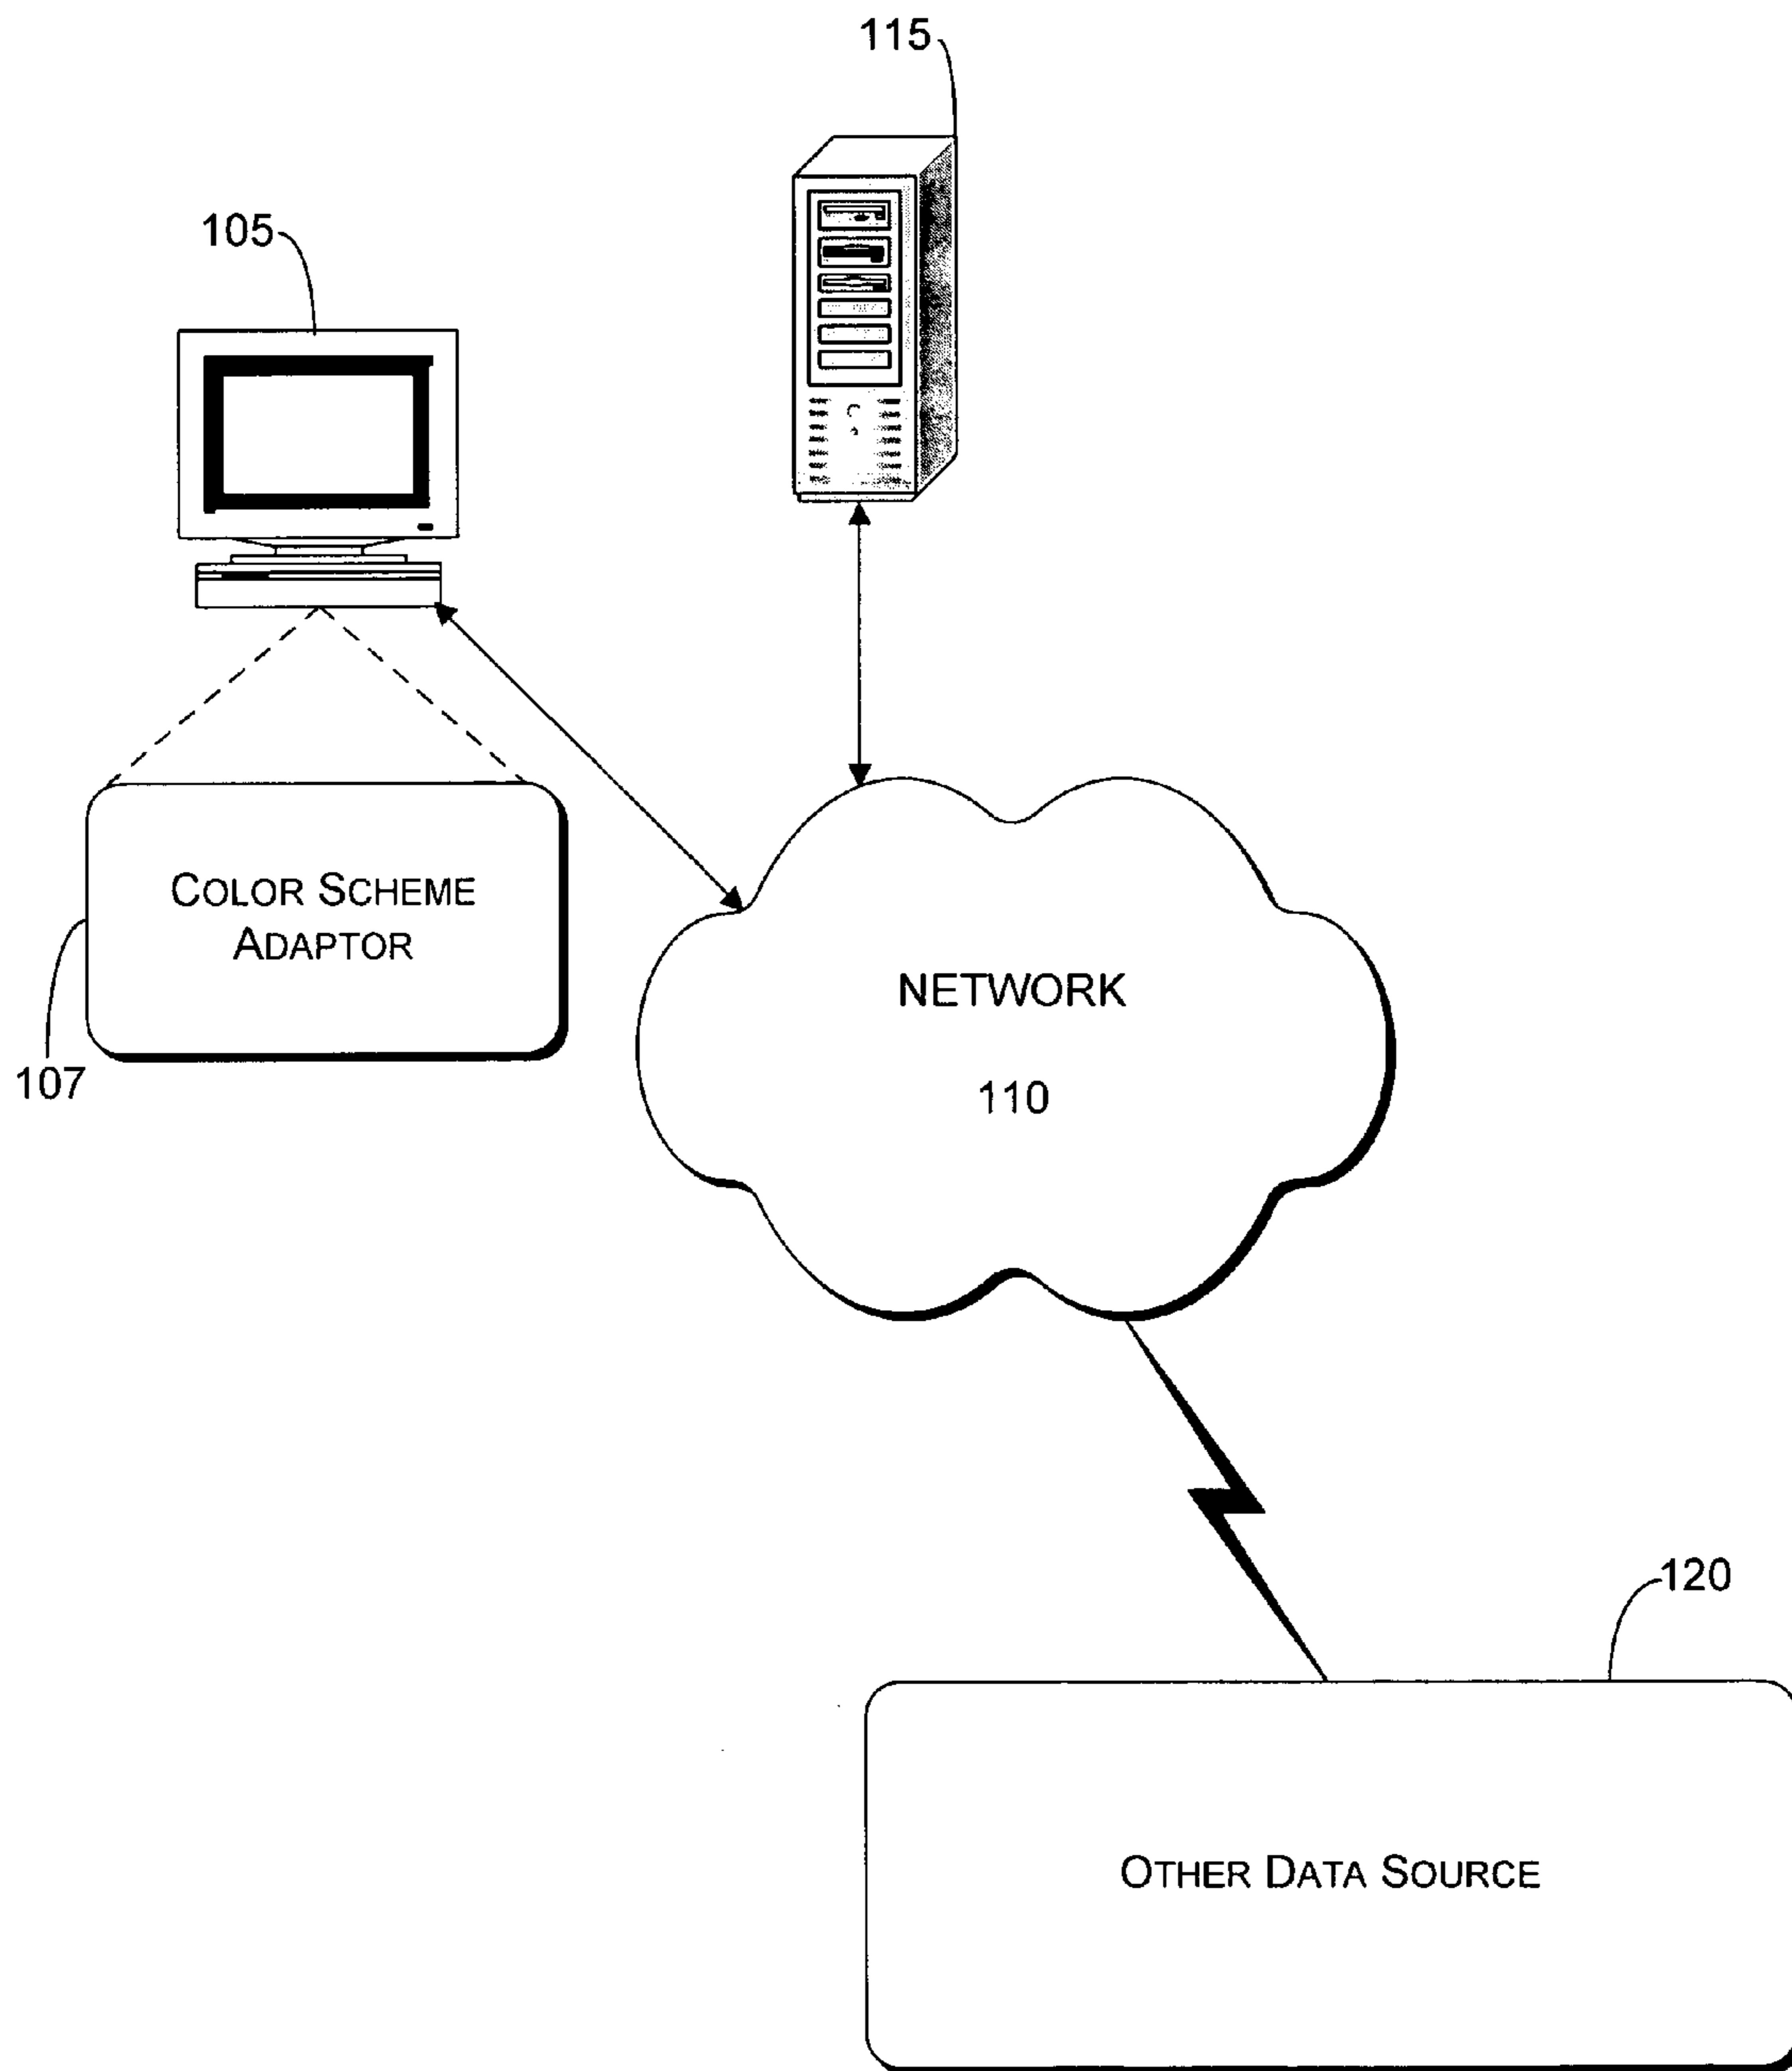 115
105
COLOR SCHEME
ADAPTOR
107
NETWORK
110
120
OTHER DATA SOURCE